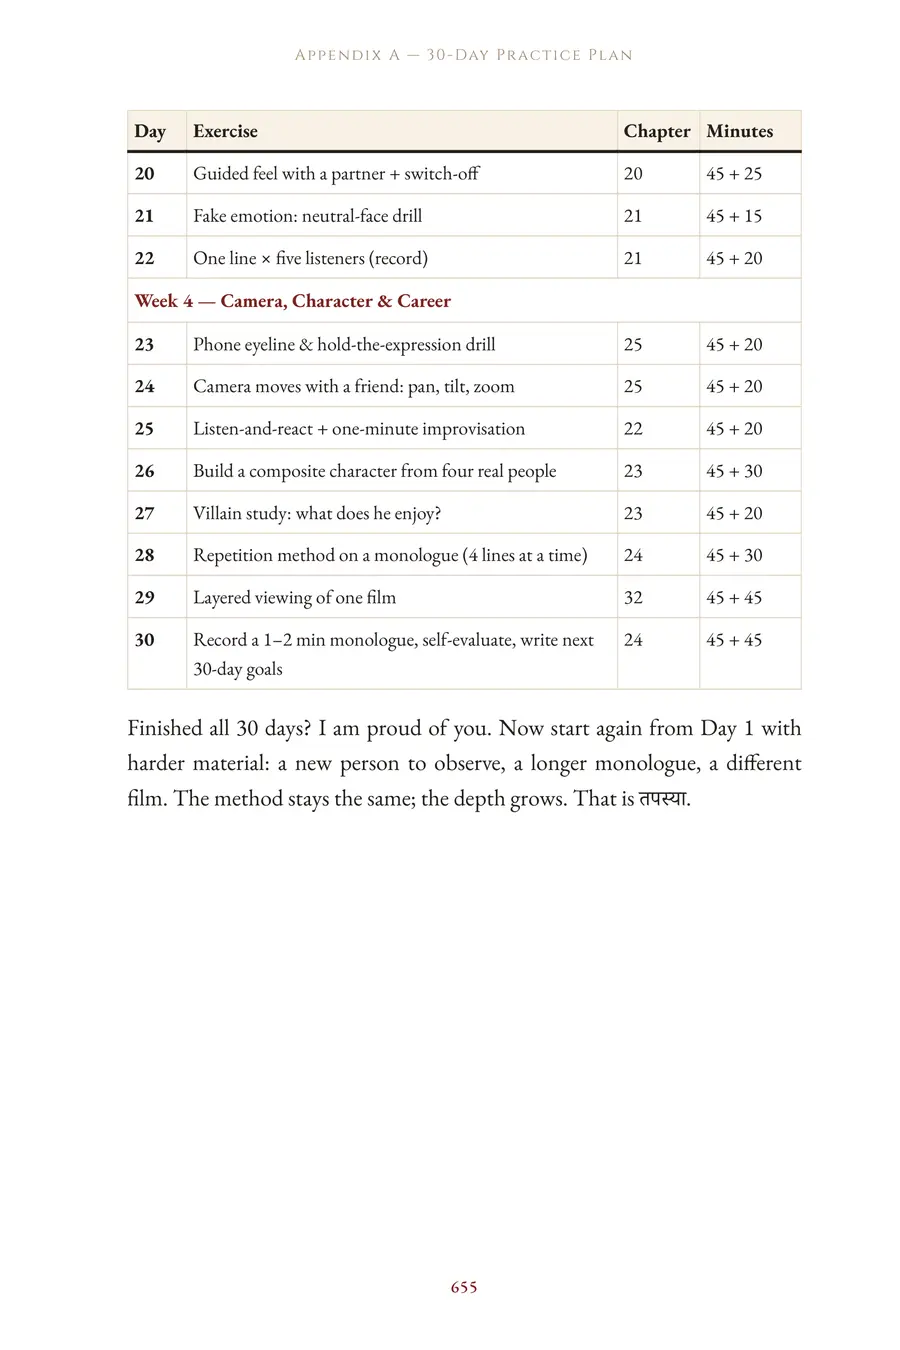 APPENDIX A — 30-DAY PRACTICE PLAN
Day Exercise Chapter Minutes
20 Guided feel with a partner + switch-off 20 45 + 25
21 Fake emotion: neutral-face drill 21 45 + 15
22 One line × five listeners (record) 21 45 + 20
Week 4 — Camera, Character & Career
23 Phone eyeline & hold-the-expression drill 25 45 + 20
24 Camera moves with a friend: pan, tilt, zoom 25 45 + 20
25 Listen-and-react + one-minute improvisation 22 45 + 20
26 Build a composite character from four real people 23 45 + 30
27 Villain study: what does he enjoy? 23 45 + 20
28 Repetition method on a monologue (4 lines at a time) 24 45 + 30
29 Layered viewing of one film 32 45 + 45
30 Record a 1–2 min monologue, self-evaluate, write next 24 45 + 45
30-day goals
Finished all 30 days? I am proud of you. Now start again from Day 1 with
harder material: a new person to observe, a longer monologue, a different
film. The method stays the same; the depth grows. That is तपस्या.
655